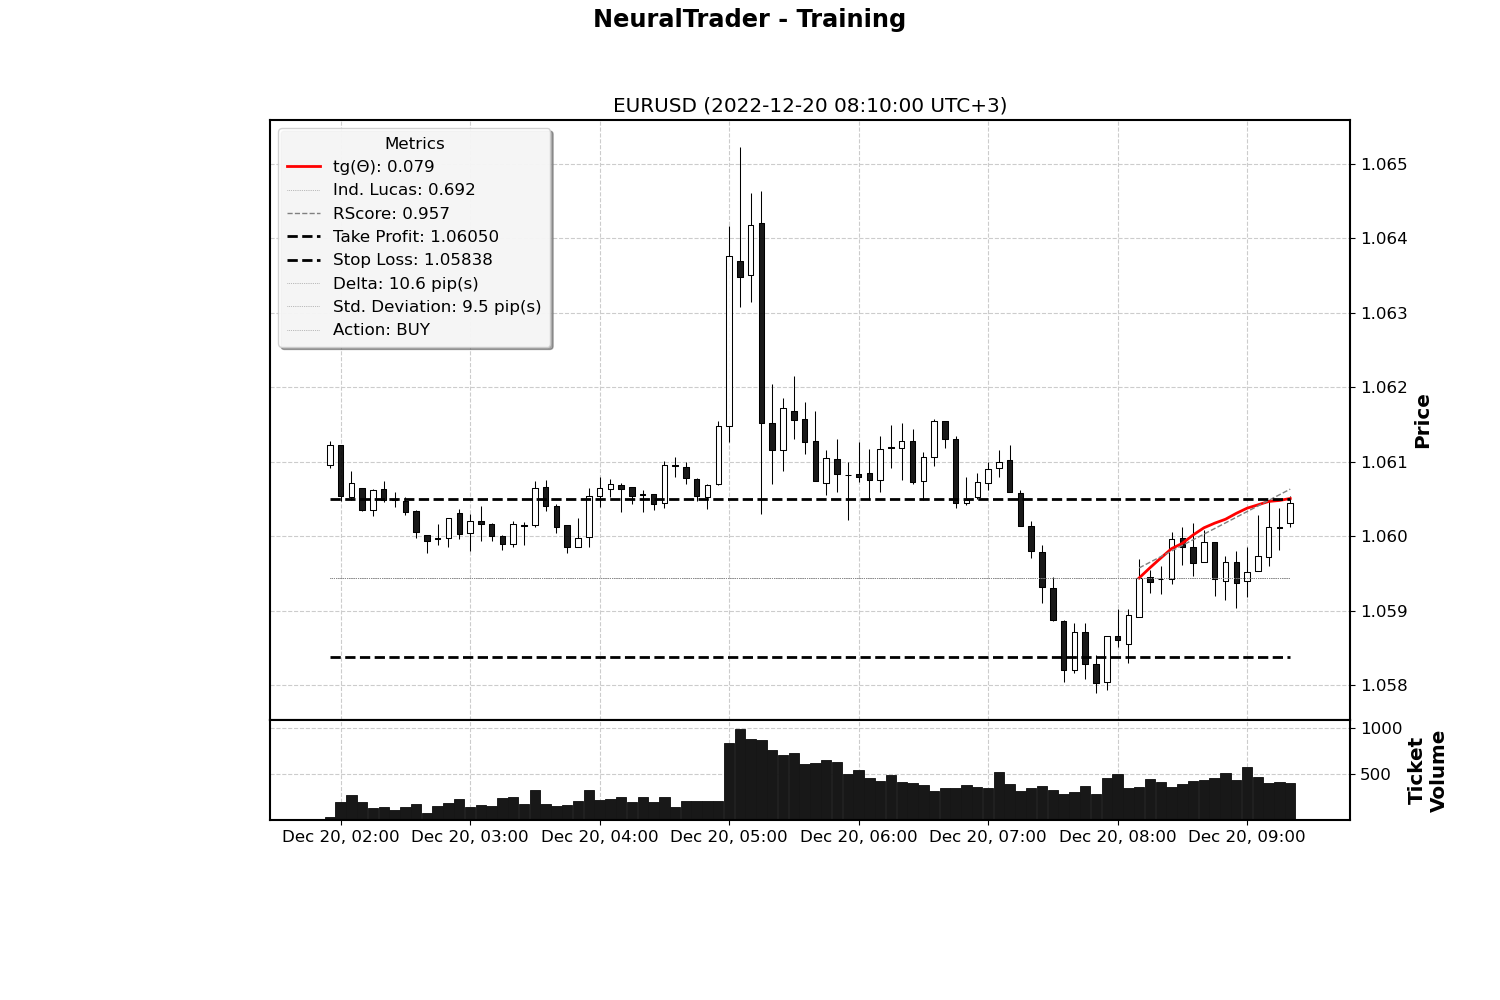 NeuralTrader - Training
EURUSD (2022-12-20 08:10:00 UTC+3)
Metrics
tg(Θ): 0.079
Ind. Lucas: 0.692
RScore: 0.957
Take Profit: 1.06050
Stop Loss: 1.05838
Delta: 10.6 pip(s)
Std. Deviation: 9.5 pip(s)
Action: BUY
1.065
1.064
1.063
1.062
1.061
1.060
1.059
1.058
Price
1000
500
Ticket
Volume
Dec 20, 02:00 Dec 20, 03:00 Dec 20, 04:00 Dec 20, 05:00 Dec 20, 06:00 Dec 20, 07:00 Dec 20, 08:00 Dec 20, 09:00